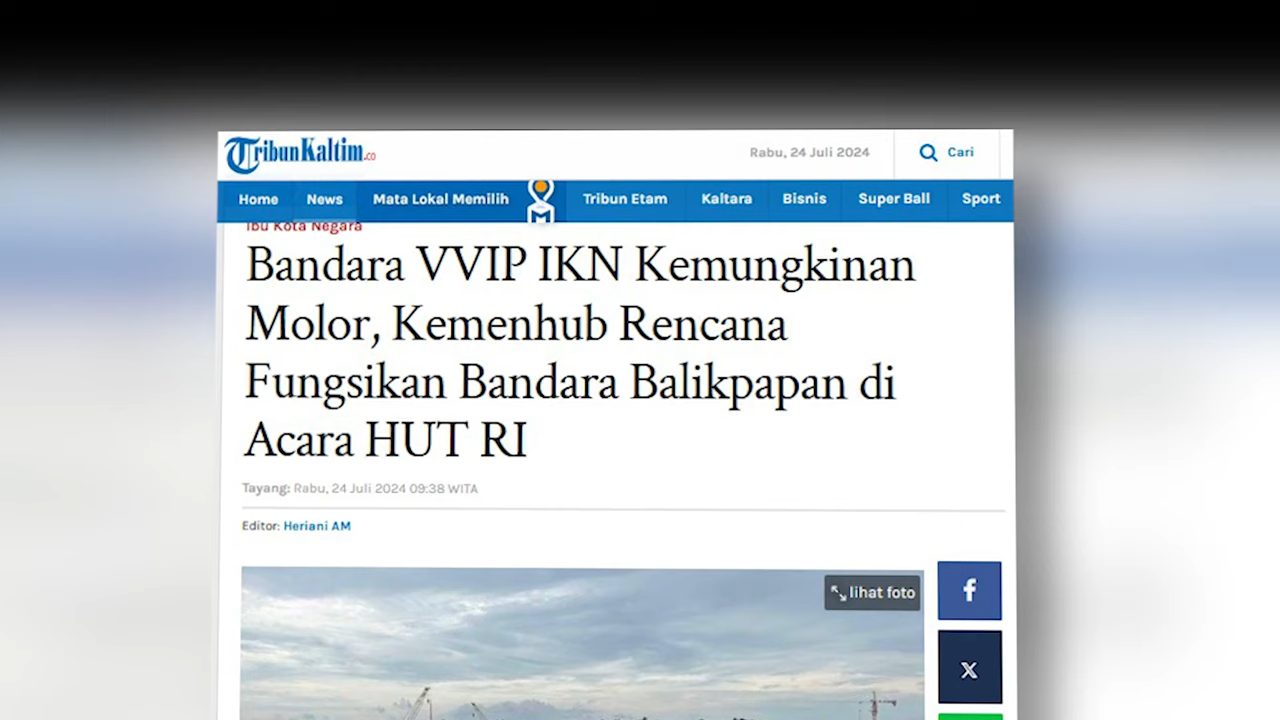 TribunKaltim.co
Rabu, 24 Juli 2024
Cari
Home
News
Mata Lokal Memilih
M
Tribun Etam
Kaltara
Bisnis
Super Ball
Sport
Ibu Kota Negara
Bandara VVIP IKN Kemungkinan
Molor, Kemenhub Rencana
Fungsikan Bandara Balikpapan di
Acara HUT RI
Tayang: Rabu, 24 Juli 2024 09:38 WITA
Editor: Heriani AM
lihat foto
f
X